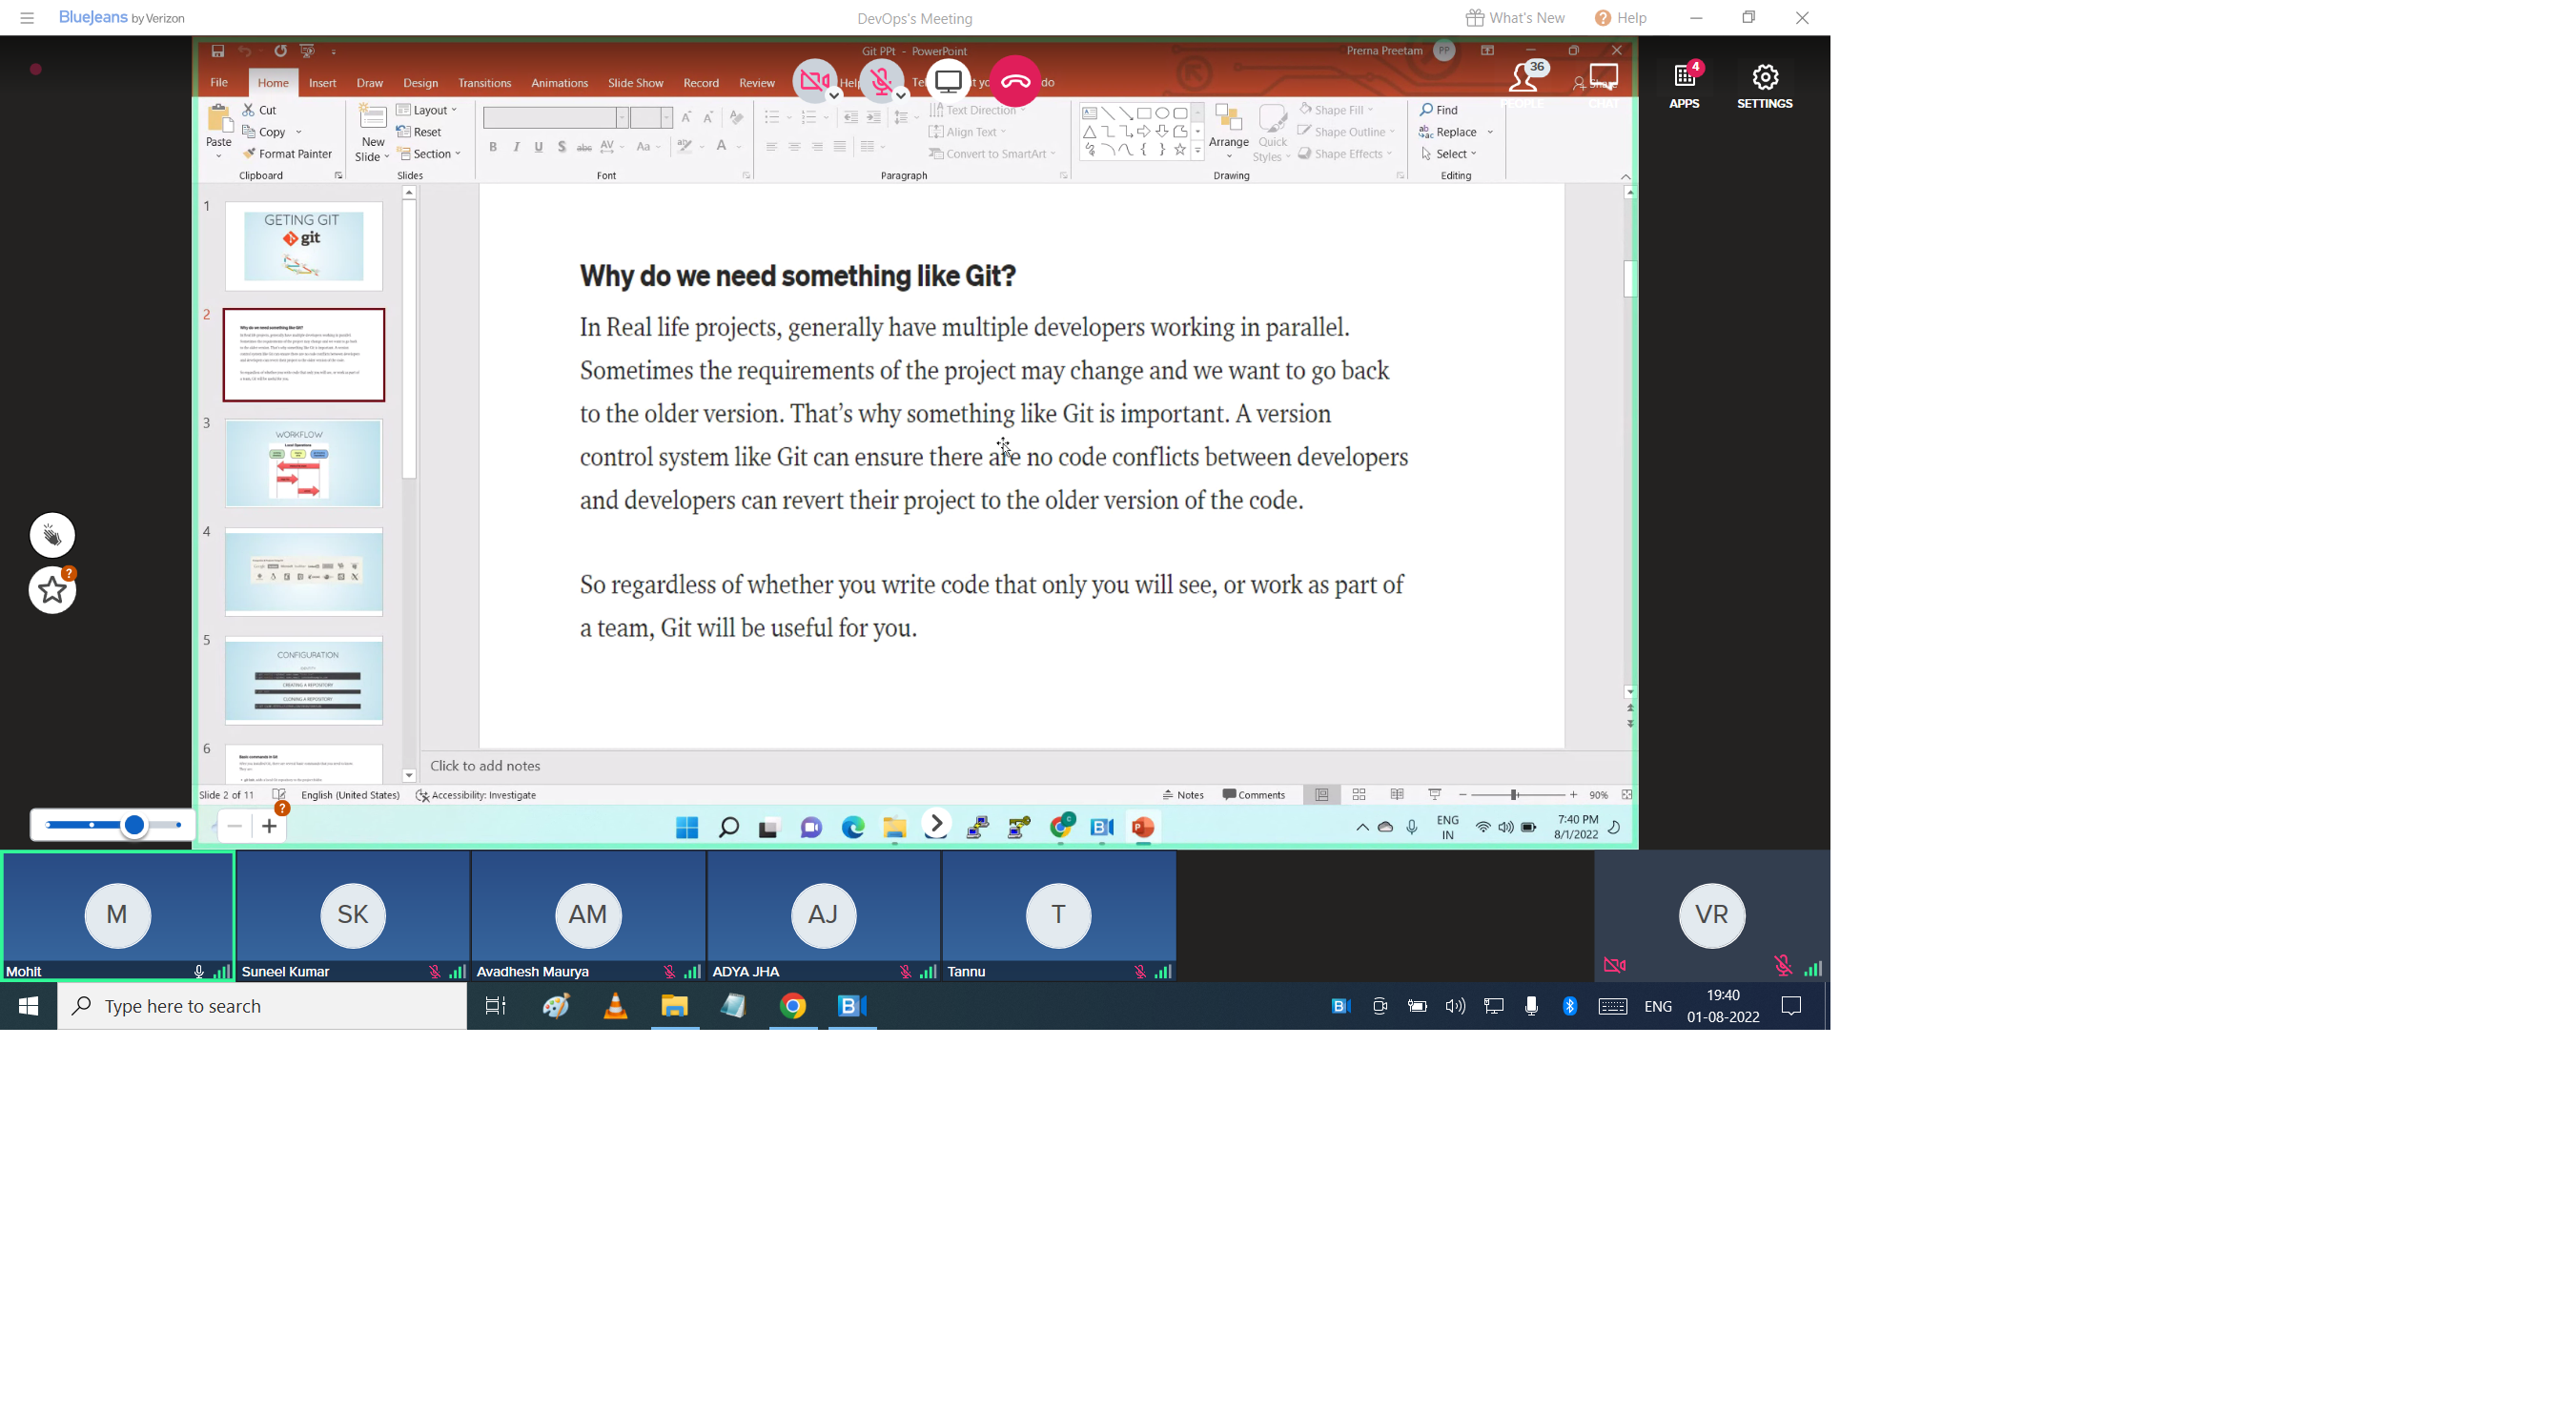 BlueJeans by Verizon
DevOps's Meeting
What's New
Help
Git PPt - PowerPoint
Prerna Preetam
PP
File Home Insert Draw Design Transitions Animations Slide Show Record Review Help
36
4
APPS
SETTINGS
Cut
Copy
Format Painter
Paste
Clipboard
New
Slide
Layout
Reset
Section
Slides
Font
Text Direction
Align Text
Convert to SmartArt
Paragraph
Arrange
Quick
Styles
Shape Fill
Shape Outline
Shape Effects
Drawing
Find
Replace
Select
Editing
1
GETING GIT
git
2
3
WORKFLOW
4
5
CONFIGURATION
CREATING A REPOSITORY
CLONING A REPOSITORY
6
Basic commands in Git
Why do we need something like Git?
In Real life projects, generally have multiple developers working in parallel.
Sometimes the requirements of the project may change and we want to go back
to the older version. That’s why something like Git is important. A version
control system like Git can ensure there are no code conflicts between developers
and developers can revert their project to the older version of the code.
So regardless of whether you write code that only you will see, or work as part of
a team, Git will be useful for you.
Click to add notes
Slide 2 of 11
English (United States)
Accessibility: Investigate
Notes
Comments
90%
ENG
IN
7:40 PM
8/1/2022
M
Mohit
SK
Suneel Kumar
AM
Avadhesh Maurya
AJ
ADYA JHA
T
Tannu
VR
Type here to search
ENG
19:40
01-08-2022